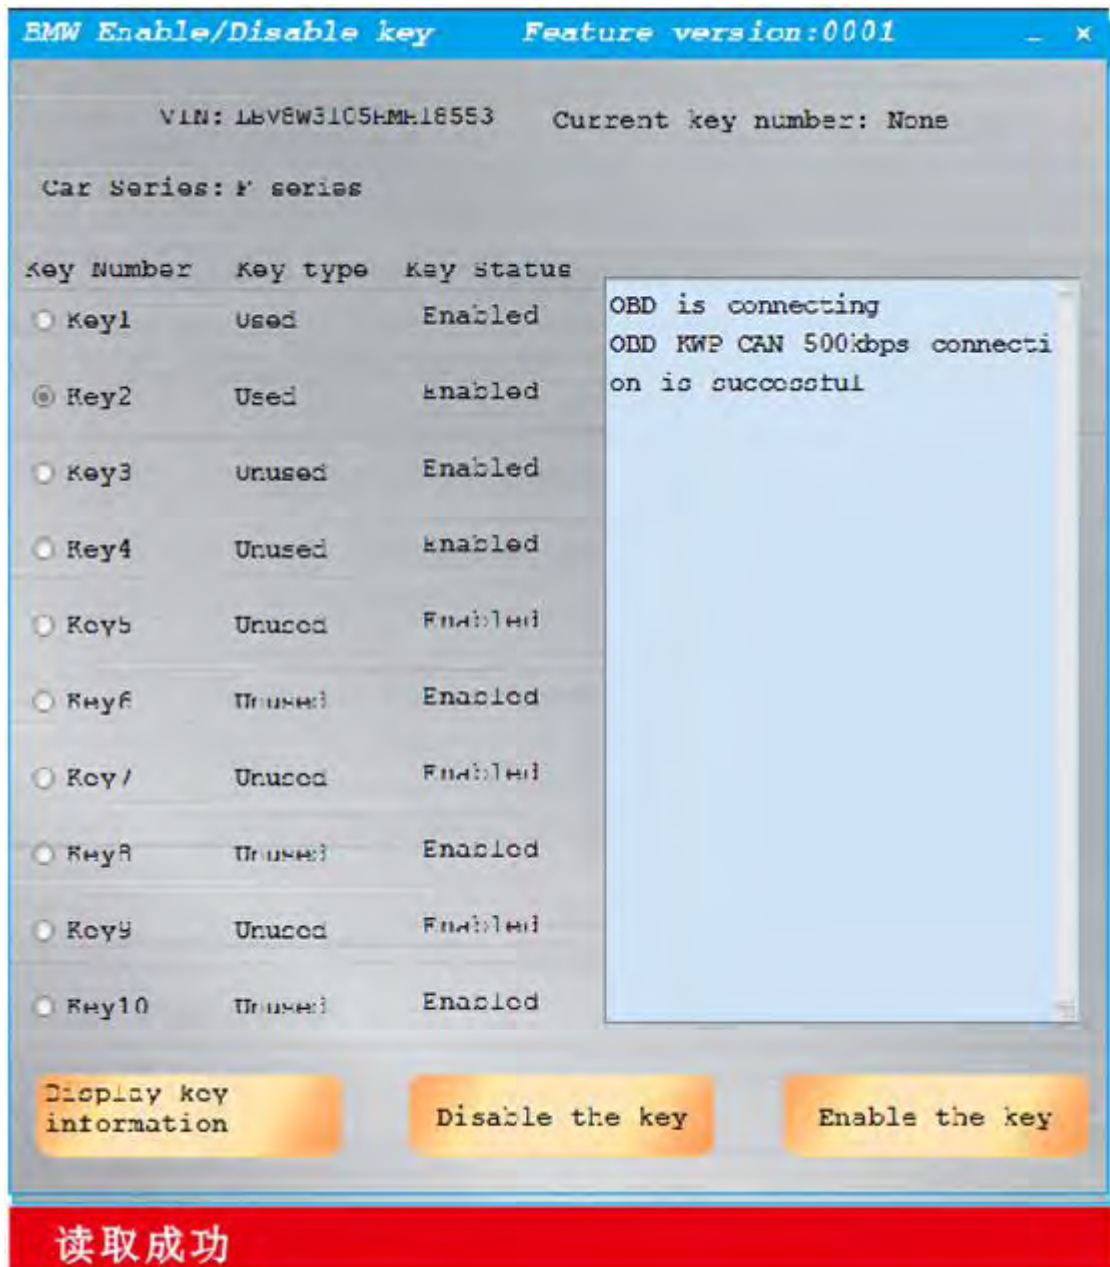 BMW Enable/Disable key Feature version:0001
VIN: Current key number: None
Car Series: F series
Key Number Key type Key Status
Key1 Used Enabled
Key2 Used Enabled
Key3 Unused Enabled
Key4 Unused Enabled
Key5 Unused Enabled
Key6 Unused Enabled
Key7 Unused Enabled
Key8 Unused Enabled
Key9 Unused Enabled
Key10 Unused Enabled
OBD is connecting
OBD KWP CAN 500kbps connecti
on is successful
Display key
information
Disable the key
Enable the key
读取成功